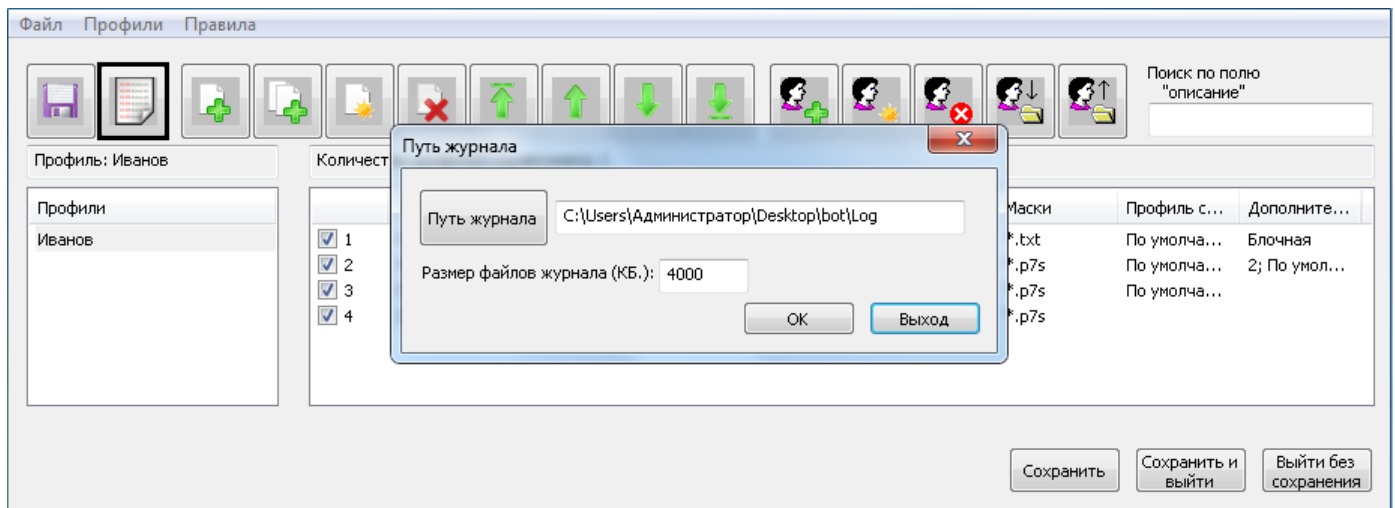 Файл Профили Правила
Поиск по полю
"описание"
Путь журнала
Профиль: Иванов
Количест
Профили
Маски Профиль с... Дополните...
Путь журнала C:\Users\Администратор\Desktop\bot\Log
Иванов
1 *.txt По умолча... Блочная
2 *.p7s По умолча... 2; По умол...
Размер файлов журнала (КБ.): 4000
3 *.p7s По умолча...
4 *.p7s
ОК Выход
Сохранить
Сохранить и
выйти
Выйти без
сохранения